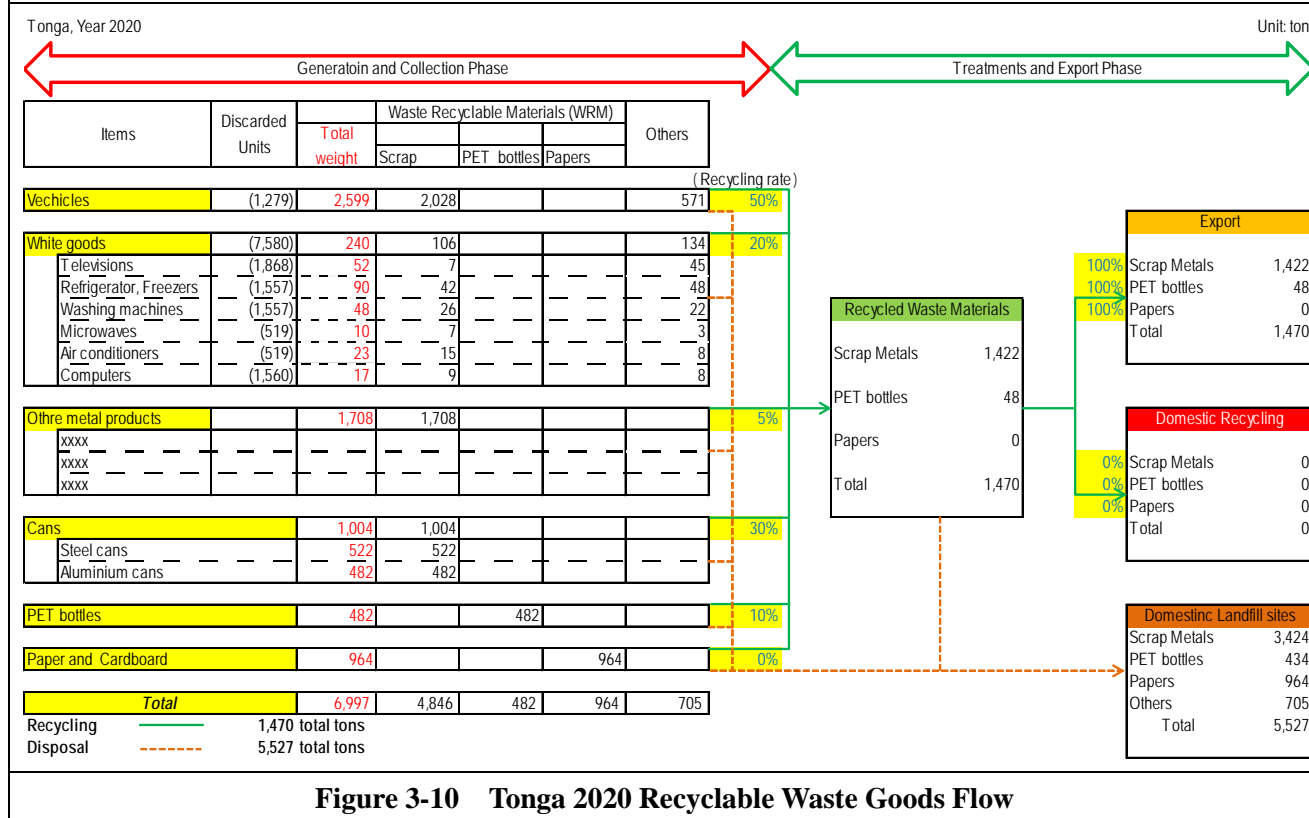 Tonga, Year 2020 Unit: ton
Generatoin and Collection Phase Treatments and Export Phase
Items Discarded Units Total weight Waste Recyclable Materials (WRM) Others
Scrap PET bottles Papers
( Recycling rate )
Vechicles (1,279) 2,599 2,028 571 50%
White goods (7,580) 240 106 134 20%
Televisions (1,868) 52 7 45
Refrigerator, Freezers (1,557) 90 42 48
Washing machines (1,557) 48 26 22
Microwaves (519) 10 7 3
Air conditioners (519) 23 15 8
Computers (1,560) 17 9 8
Othre metal products 1,708 1,708 5%
xxxx
xxxx
xxxx
Cans 1,004 1,004 30%
Steel cans 522 522
Aluminium cans 482 482
PET bottles 482 482 10%
Paper and Cardboard 964 964 0%
Total 6,997 4,846 482 964 705
Recycling 1,470 total tons
Disposal 5,527 total tons
Recycled Waste Materials
Scrap Metals 1,422
PET bottles 48
Papers 0
Total 1,470
Export
100% Scrap Metals 1,422
100% PET bottles 48
100% Papers 0
Total 1,470
Domestic Recycling
0% Scrap Metals 0
0% PET bottles 0
0% Papers 0
Total 0
Domestinc Landfill sites
Scrap Metals 3,424
PET bottles 434
Papers 964
Others 705
Total 5,527
Figure 3-10 Tonga 2020 Recyclable Waste Goods Flow